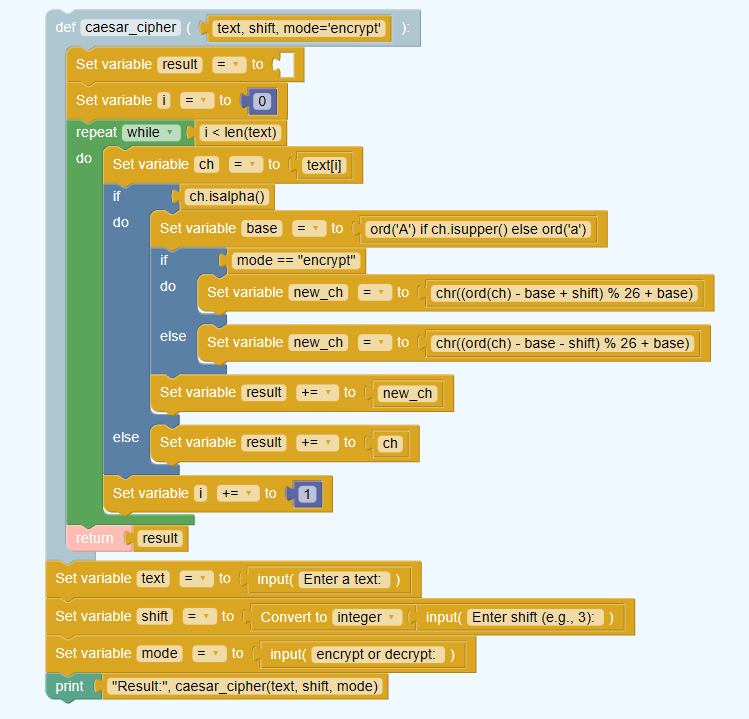 def caesar_cipher ( text, shift, mode='encrypt' ):
Set variable result = to
Set variable i = to 0
repeat while i < len(text)
do Set variable ch = to text[i]
if ch.isalpha()
do Set variable base = to ord('A') if ch.isupper() else ord('a')
if mode == "encrypt"
do Set variable new_ch = to chr((ord(ch) - base + shift) % 26 + base)
else Set variable new_ch = to chr((ord(ch) - base - shift) % 26 + base)
Set variable result += to new_ch
else Set variable result += to ch
Set variable i += to 1
return result
Set variable text = to input( Enter a text: )
Set variable shift = to Convert to integer input( Enter shift (e.g., 3): )
Set variable mode = to input( encrypt or decrypt: )
print "Result:", caesar_cipher(text, shift, mode)